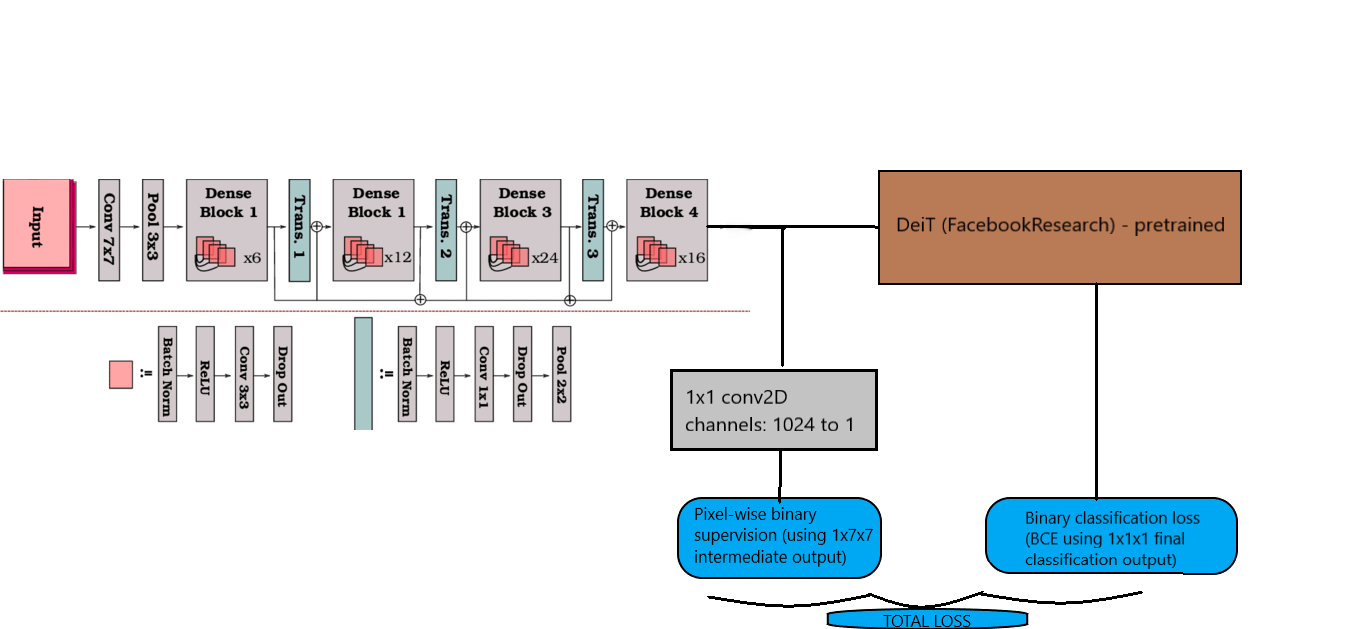 Input
Conv 7x7
Pool 3x3
Dense
Block 1
x6
Trans. 1
Dense
Block 1
x12
Trans. 2
Dense
Block 3
x24
Trans. 3
Dense
Block 4
x16
DeiT (FacebookResearch) - pretrained
:=
Batch Norm
ReLU
Conv 3x3
Drop Out
:=
Batch Norm
ReLU
Conv 1x1
Drop Out
Pool 2x2
1x1 conv2D
channels: 1024 to 1
Pixel-wise binary
supervision (using 1x7x7
intermediate output)
Binary classification loss
(BCE using 1x1x1 final
classification output)
TOTAL LOSS